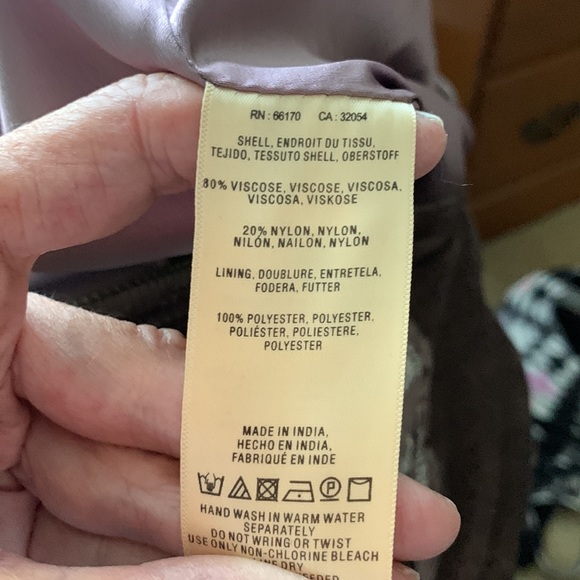 RN : 66170 CA : 32054
SHELL, ENDROIT DU TISSU,
TEJIDO, TESSUTO SHELL, OBERSTOFF
80% VISCOSE, VISCOSE, VISCOSA,
VISCOSA, VISKOSE
20% NYLON, NYLON,
NILÓN, NAILON, NYLON
LINING, DOUBLURE, ENTRETELA,
FODERA, FUTTER
100% POLYESTER, POLYESTER,
POLIÉSTER, POLIESTERE,
POLYESTER
MADE IN INDIA,
HECHO EN INDIA,
FABRIQUÉ EN INDE
P
HAND WASH IN WARM WATER
SEPARATELY
DO NOT WRING OR TWIST
USE ONLY NON-CHLORINE BLEACH
LINE DRY